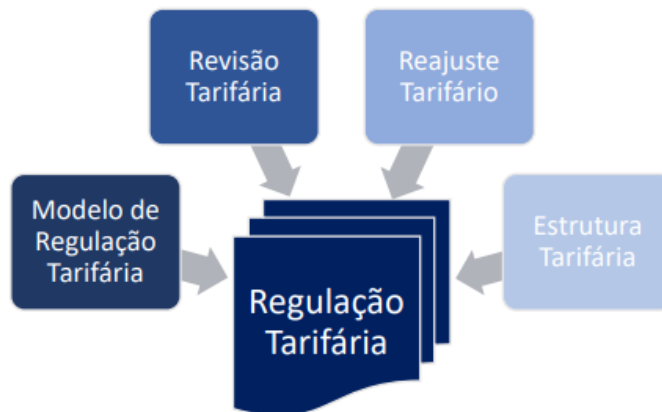 Revisão
Tarifária
Reajuste
Tarifário
Modelo de
Regulação
Tarifária
Estrutura
Tarifária
Regulação
Tarifária